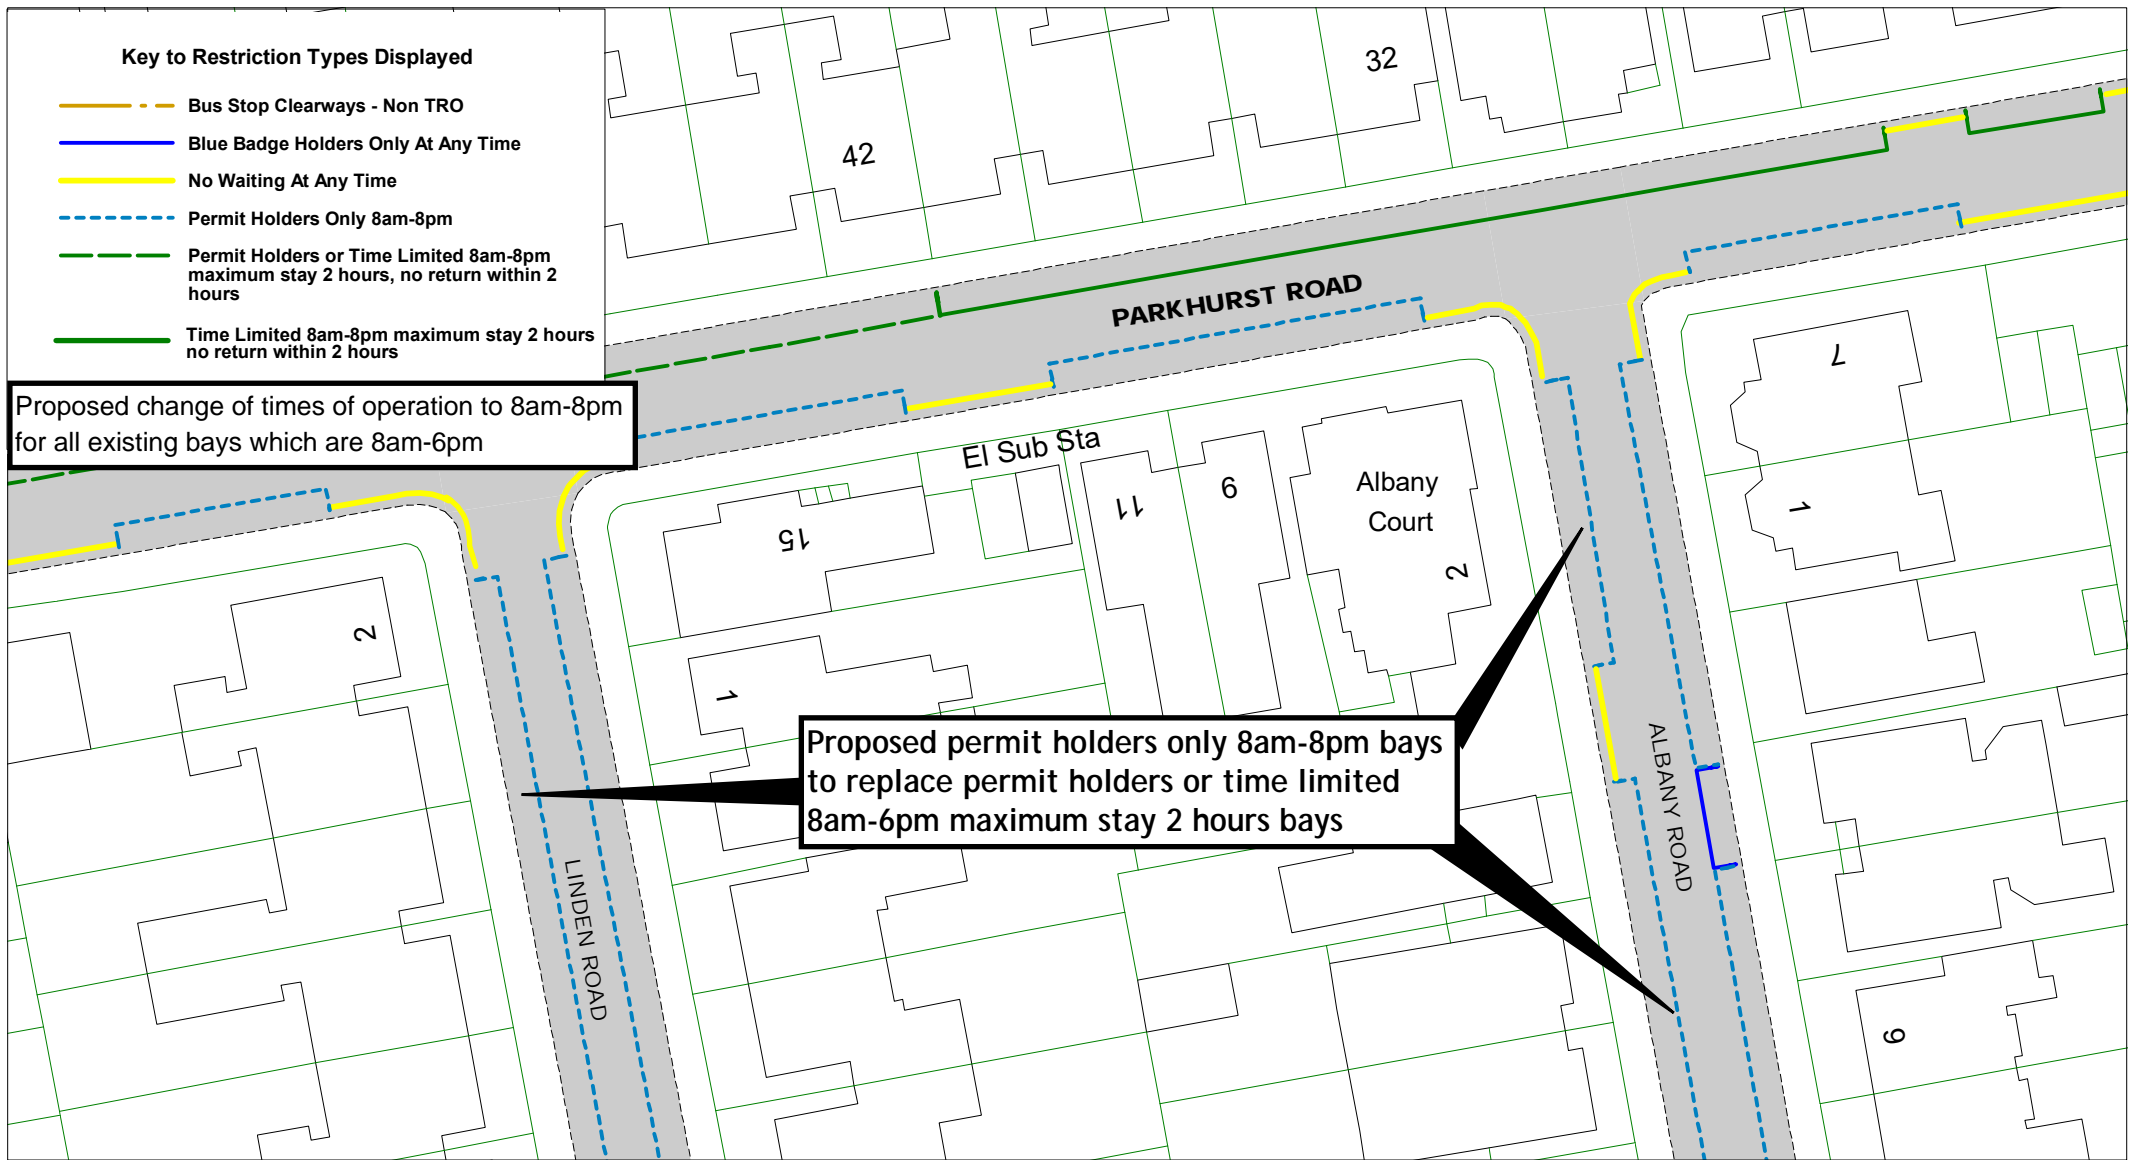 Key to Restriction Types Displayed
Bus Stop Clearways - Non TRO
Blue Badge Holders Only At Any Time
No Waiting At Any Time
Permit Holders Only 8am-8pm
Permit Holders or Time Limited 8am-8pm
maximum stay 2 hours, no return within 2
hours
Time Limited 8am-8pm maximum stay 2 hours
no return within 2 hours
Proposed change of times of operation to 8am-8pm
for all existing bays which are 8am-6pm
32
42
PARKHURST ROAD
El Sub Sta
15
11
9
Albany
Court
2
7
1
2
1
Proposed permit holders only 8am-8pm bays
to replace permit holders or time limited
8am-6pm maximum stay 2 hours bays
LINDEN ROAD
ALBANY ROAD
9